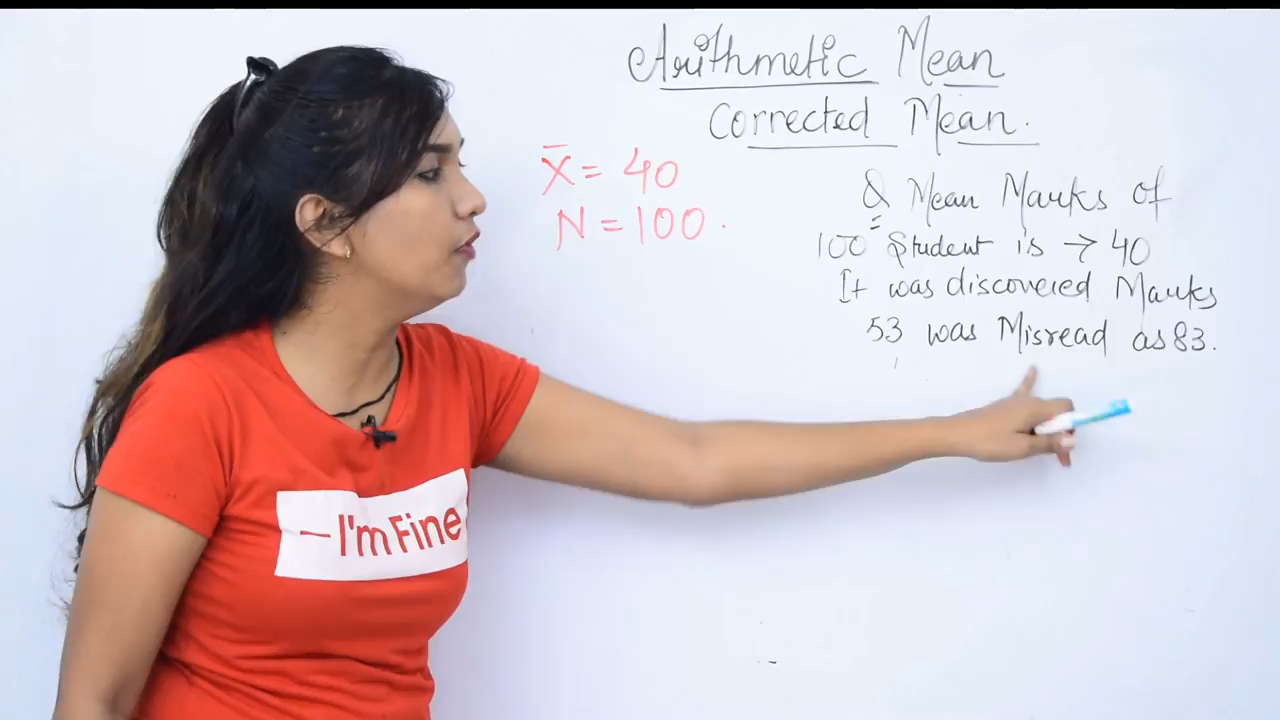 Arithmetic Mean
Corrected Mean.
X̄ = 40
N = 100.
Q Mean Marks of
100 Student is → 40
It was discovered Marks
53 was Misread as 83.
—I'm Fine